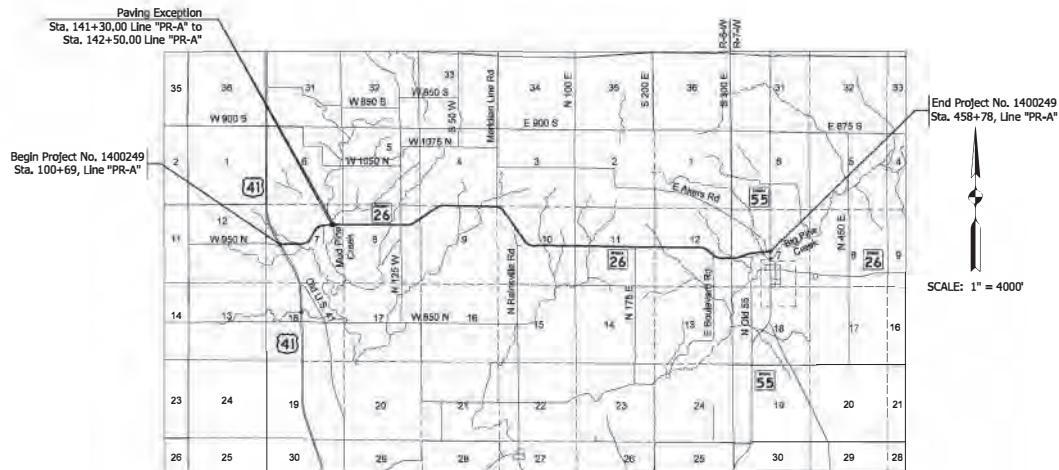 Paving Exception
Sta. 141+30.00 Line "PR-A" to
Sta. 142+50.00 Line "PR-A"
R-6-W
R-7-W
Begin Project No. 1400249
Sta. 100+69, Line "PR-A"
End Project No. 1400249
Sta. 458+78, Line "PR-A"
SCALE: 1" = 4000'
35 36 31 32 33 34 35 36 31 32 33
W 850 S
W 850 S
W 900 S
E 900 S
E 875 S
S 50 W
Meridian Line Rd
N 100 E
S 200 E
S 300 E
W 1075 N
W 1050 N
2 1 6 5 4 3 2 1 6 5 4
E Akers Rd
41
26
55
11 12 7 8 9 10 11 12 7 8 9
W 950 N
Mud Pine
Creek
N 125 W
26
Big Pine
Creek
N 450 E
26
Old U.S. 41
N Rainsville Rd
N 175 E
E Boulevard Rd
N Old 55
14 13 18 17 16 15 14 13 18 17 16
W 850 N
41
55
23 24 19 20 21 22 23 24 19 20 21
26 25 30 29 28 27 26 25 30 29 28